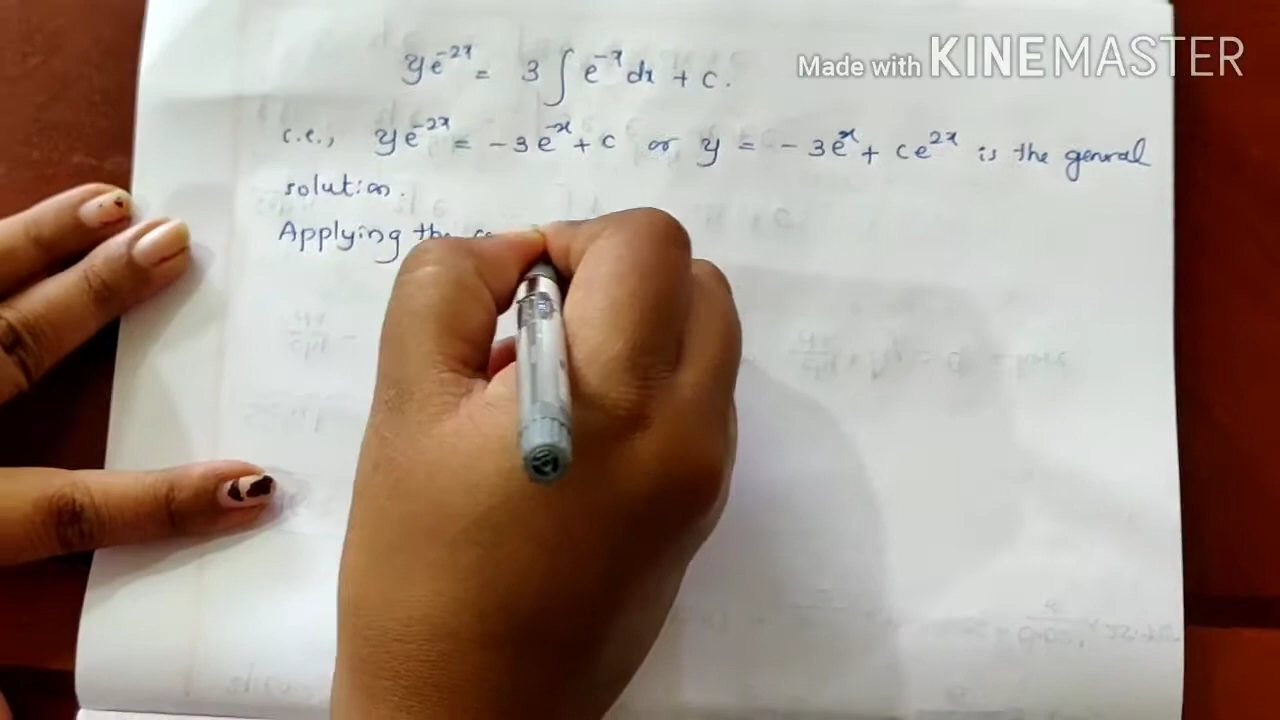 Made with KINEMASTER
ye^{-2x} = 3 ∫ e^{-x} dx + c.
i.e., ye^{-2x} = -3e^{-x} + c or y = -3e^{x} + ce^{2x} is the general
solution.
Applying the